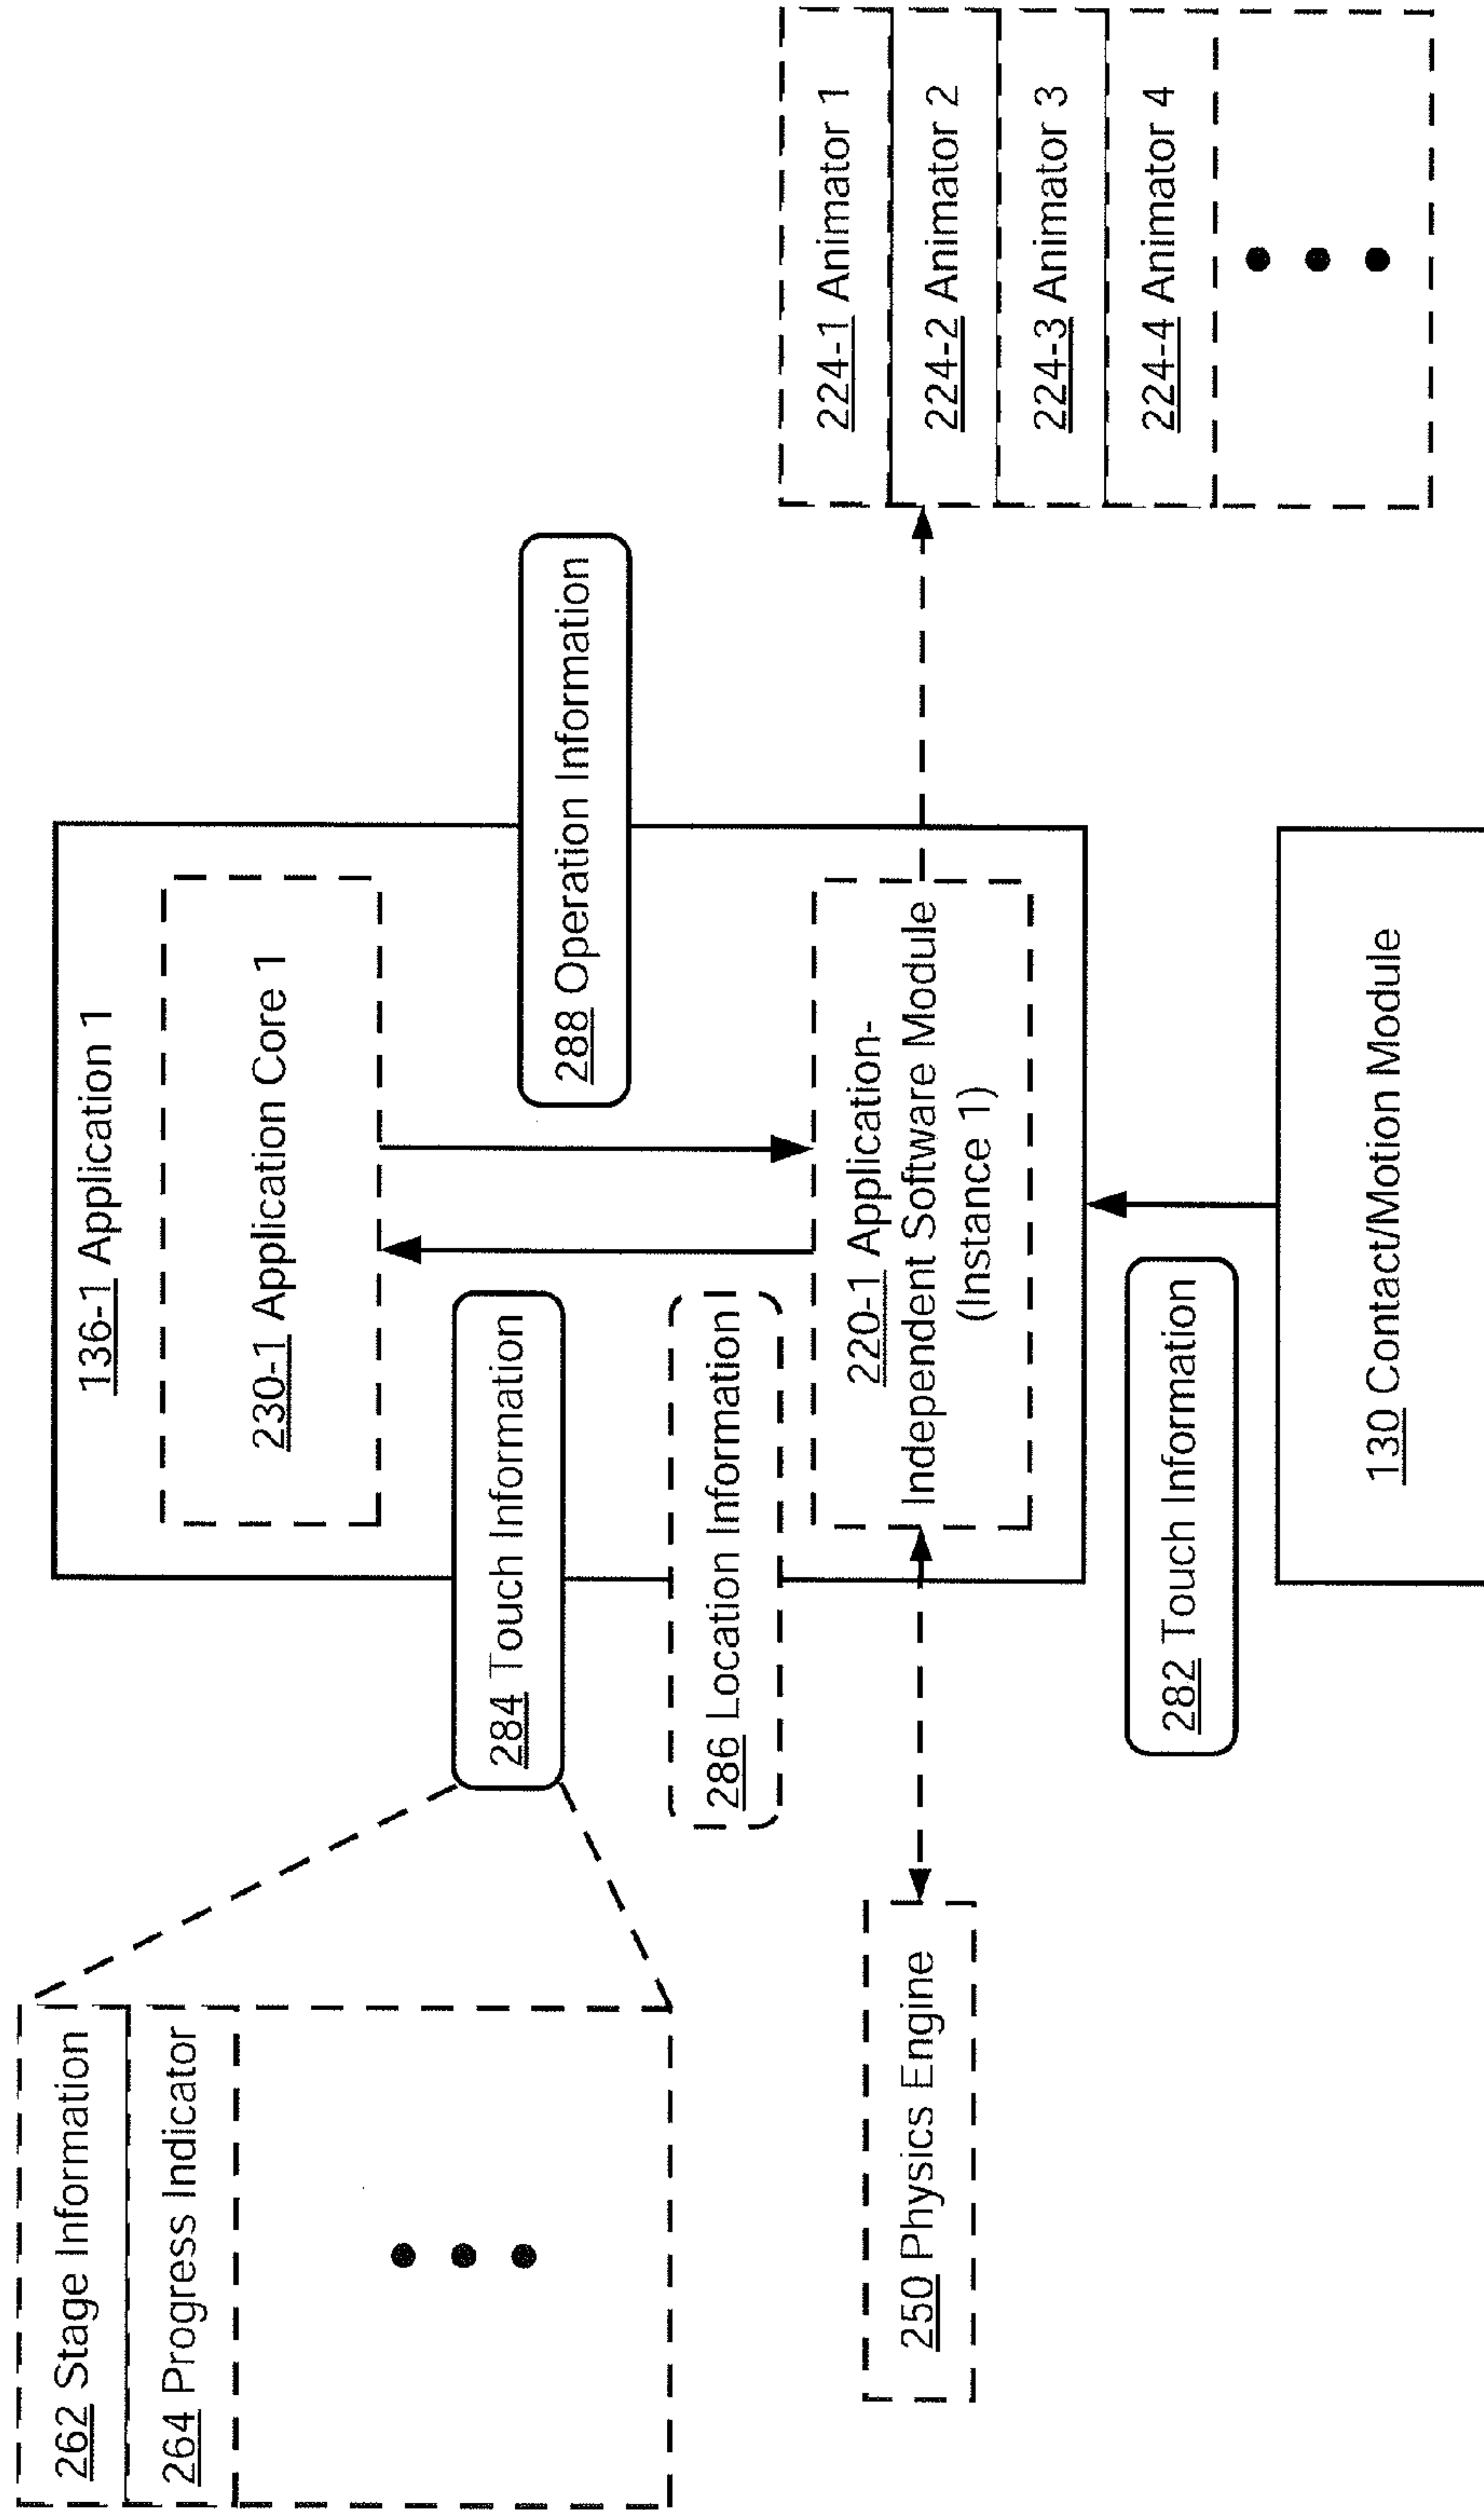 262 Stage Information
264 Progress Indicator
136-1 Application 1
230-1 Application Core 1
284 Touch Information
288 Operation Information
286 Location Information
220-1 Application-
Independent Software Module
(Instance 1)
250 Physics Engine
224-1 Animator 1
224-2 Animator 2
224-3 Animator 3
224-4 Animator 4
282 Touch Information
130 Contact/Motion Module